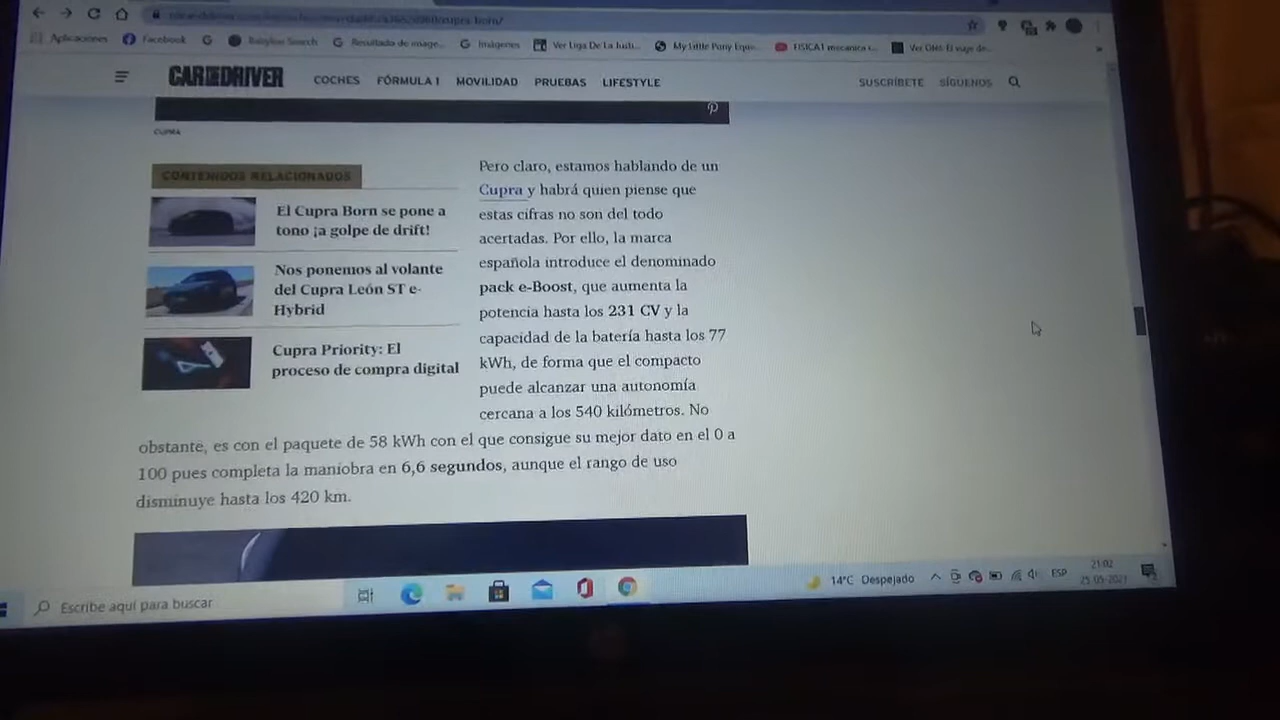 Aplicaciones Facebook Babylon Search Resultado de image... Imágenes Ver Liga De La Justi... My Little Pony Eque... FISICA1 mecanica
CAR AND DRIVER COCHES FÓRMULA 1 MOVILIDAD PRUEBAS LIFESTYLE SUSCRÍBETE SÍGUENOS
CUPRA
CONTENIDOS RELACIONADOS
El Cupra Born se pone a
tono ¡a golpe de drift!
Nos ponemos al volante
del Cupra León ST e-
Hybrid
Cupra Priority: El
proceso de compra digital
Pero claro, estamos hablando de un
Cupra y habrá quien piense que
estas cifras no son del todo
acertadas. Por ello, la marca
española introduce el denominado
pack e-Boost, que aumenta la
potencia hasta los 231 CV y la
capacidad de la batería hasta los 77
kWh, de forma que el compacto
puede alcanzar una autonomía
cercana a los 540 kilómetros. No
obstante, es con el paquete de 58 kWh con el que consigue su mejor dato en el 0 a
100 pues completa la maniobra en 6,6 segundos, aunque el rango de uso
disminuye hasta los 420 km.
Escribe aquí para buscar
14°C Despejado
ESP
21:02
25-05-2021